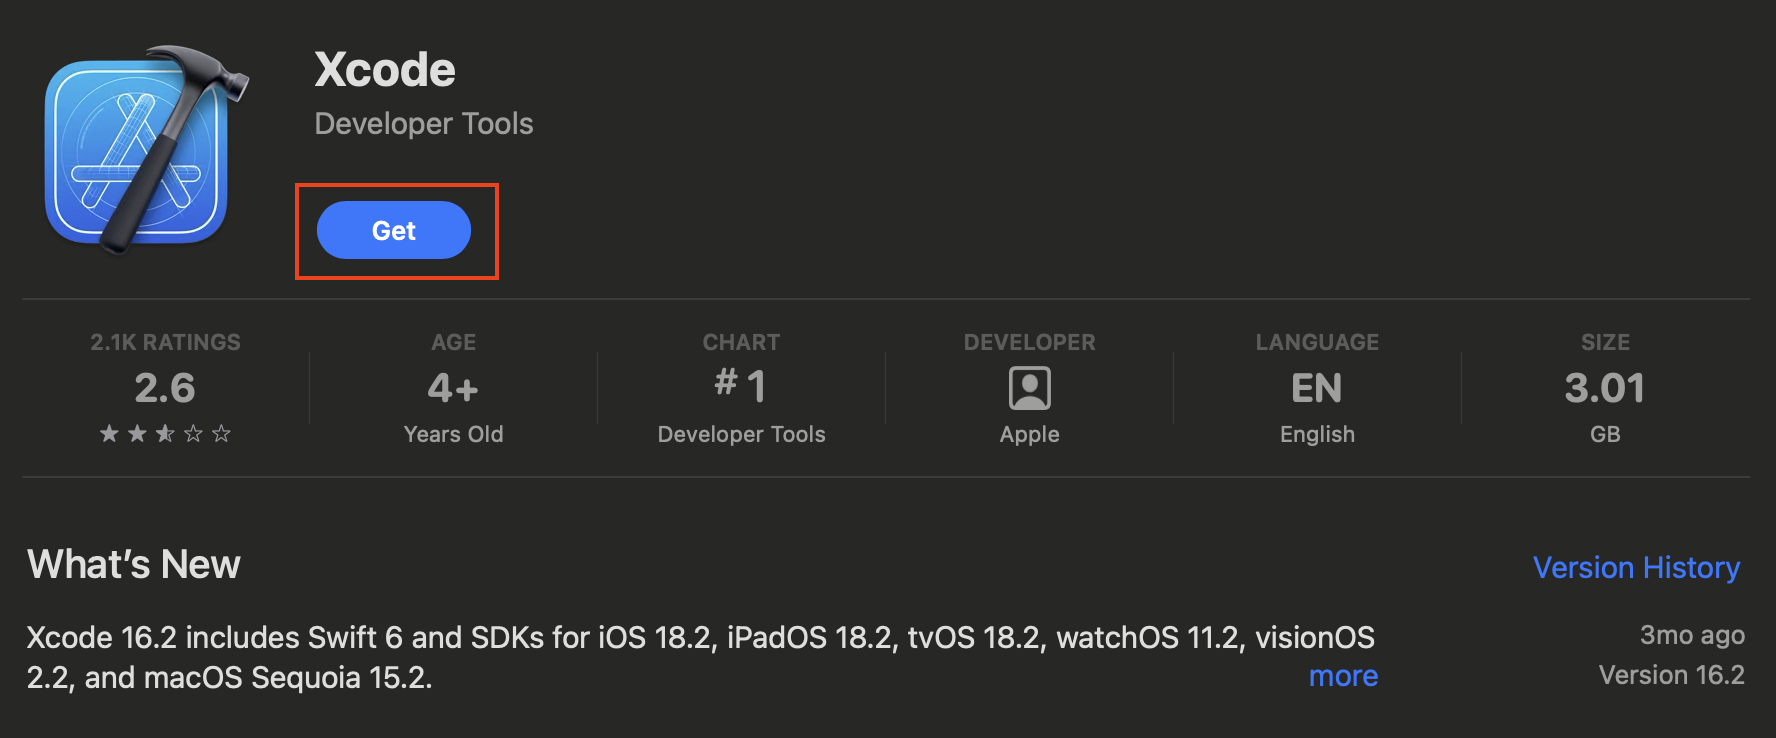 Xcode
Developer Tools
Get
2.1K RATINGS
2.6
AGE
4+
Years Old
CHART
#1
Developer Tools
DEVELOPER
Apple
LANGUAGE
EN
English
SIZE
3.01
GB
What's New
Version History
Xcode 16.2 includes Swift 6 and SDKs for iOS 18.2, iPadOS 18.2, tvOS 18.2, watchOS 11.2, visionOS
2.2, and macOS Sequoia 15.2.
more
3mo ago
Version 16.2